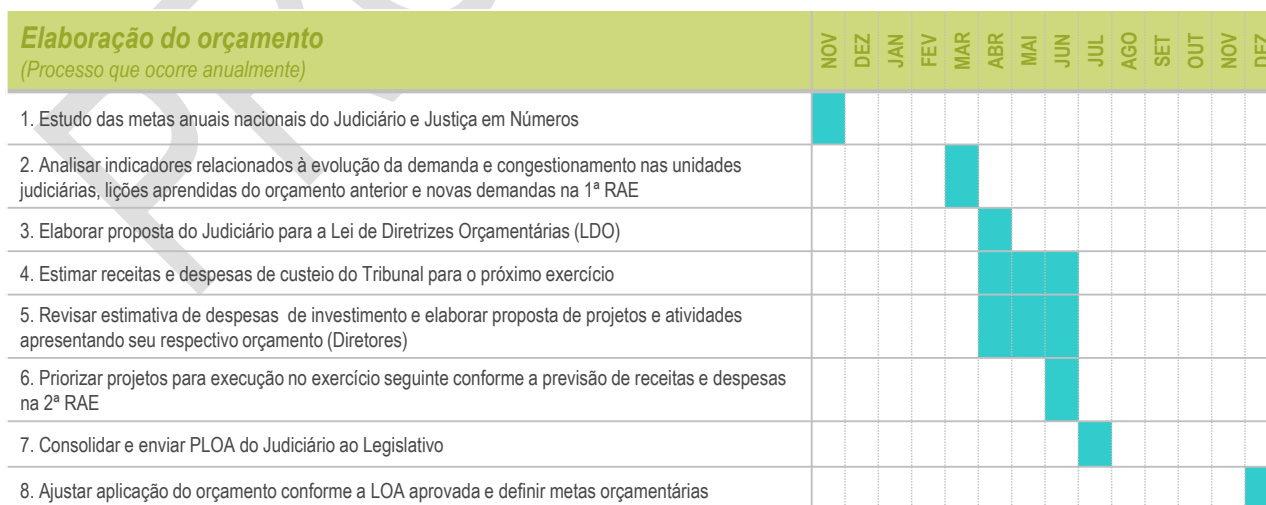 Elaboração do orçamento
(Processo que ocorre anualmente)
NOV DEZ JAN FEV MAR ABR MAI JUN JUL AGO SET OUT NOV DEZ
1. Estudo das metas anuais nacionais do Judiciário e Justiça em Números
2. Analisar indicadores relacionados à evolução da demanda e congestionamento nas unidades
judiciárias, lições aprendidas do orçamento anterior e novas demandas na 1ª RAE
3. Elaborar proposta do Judiciário para a Lei de Diretrizes Orçamentárias (LDO)
4. Estimar receitas e despesas de custeio do Tribunal para o próximo exercício
5. Revisar estimativa de despesas de investimento e elaborar proposta de projetos e atividades
apresentando seu respectivo orçamento (Diretores)
6. Priorizar projetos para execução no exercício seguinte conforme a previsão de receitas e despesas
na 2ª RAE
7. Consolidar e enviar PLOA do Judiciário ao Legislativo
8. Ajustar aplicação do orçamento conforme a LOA aprovada e definir metas orçamentárias